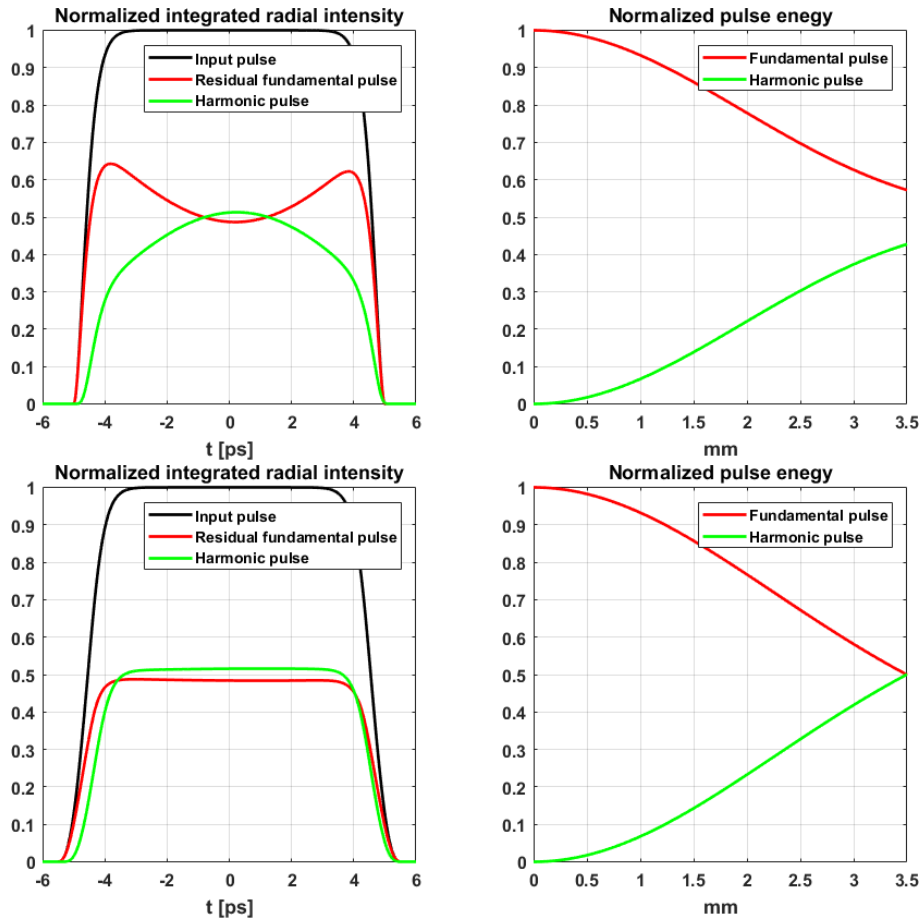 Normalized integrated radial intensity
1
0.9
0.8
0.7
0.6
0.5
0.4
0.3
0.2
0.1
0
Input pulse
Residual fundamental pulse
Harmonic pulse
-6 -4 -2 0 2 4 6
t [ps]
Normalized pulse enegy
1
0.9
0.8
0.7
0.6
0.5
0.4
0.3
0.2
0.1
0
Fundamental pulse
Harmonic pulse
0 0.5 1 1.5 2 2.5 3 3.5
mm
Normalized integrated radial intensity
1
0.9
0.8
0.7
0.6
0.5
0.4
0.3
0.2
0.1
0
Input pulse
Residual fundamental pulse
Harmonic pulse
-6 -4 -2 0 2 4 6
t [ps]
Normalized pulse enegy
1
0.9
0.8
0.7
0.6
0.5
0.4
0.3
0.2
0.1
0
Fundamental pulse
Harmonic pulse
0 0.5 1 1.5 2 2.5 3 3.5
mm